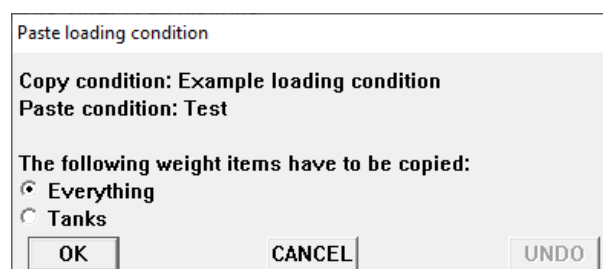 Paste loading condition
Copy condition: Example loading condition
Paste condition: Test
The following weight items have to be copied:
Everything
Tanks
OK CANCEL UNDO